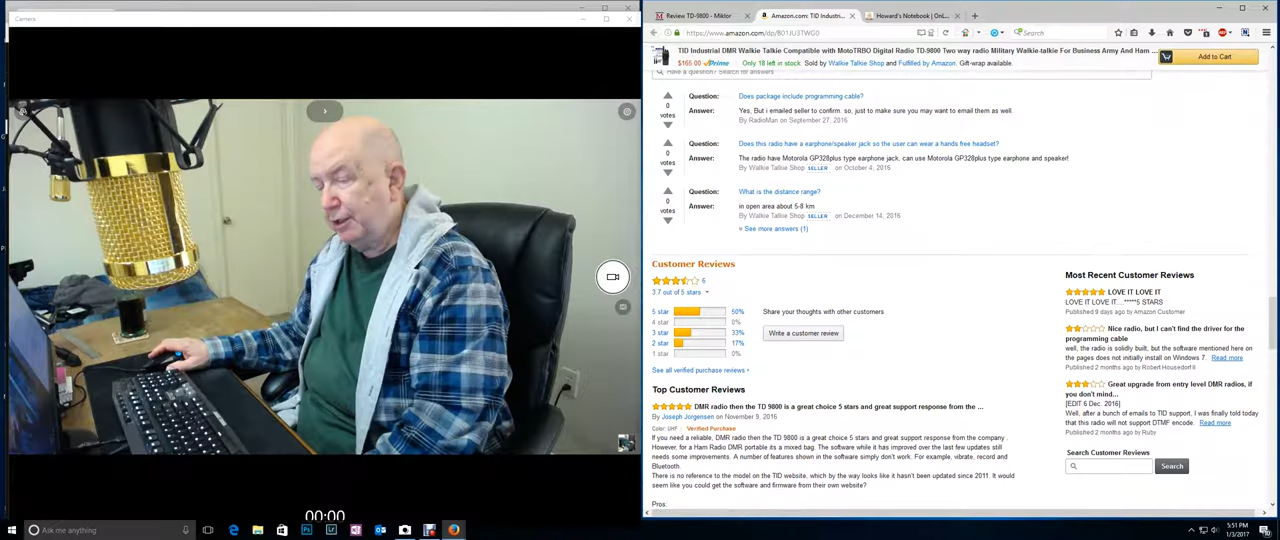 Camera
00:00
Review TD-9800 - Miktor
Amazon.com: TID Industri...
Howard's Notebook | OnL...
https://www.amazon.com/dp/B01JU3TWG0
Search
TID Industrial DMR Walkie Talkie Compatible with MotoTRBO Digital Radio TD-9800 Two way radio Military Walkie-talkie For Business Army And Ham ...
$165.00 Prime Only 18 left in stock. Sold by Walkie Talkie Shop and Fulfilled by Amazon. Gift-wrap available.
Add to Cart
Have a question? Search for answers
0
votes
Question: Does package include programming cable?
Answer: Yes, But i emailed seller to confirm. so, just to make sure you may want to email them as well.
By RadioMan on September 27, 2016
0
votes
Question: Does this radio have a earphone/speaker jack so the user can wear a hands free headset?
Answer: The radio have Motorola GP328plus type earphone jack, can use Motorola GP328plus type earphone and speaker!
By Walkie Talkie Shop SELLER on October 4, 2016
0
votes
Question: What is the distance range?
Answer: in open area about 5-8 km
By Walkie Talkie Shop SELLER on December 14, 2016
See more answers (1)
Customer Reviews
6
3.7 out of 5 stars
5 star 50%
4 star 0%
3 star 33%
2 star 17%
1 star 0%
Share your thoughts with other customers
Write a customer review
See all verified purchase reviews
Top Customer Reviews
DMR radio then the TD 9800 is a great choice 5 stars and great support response from the ...
By Joseph Jorgensen on November 9, 2016
Color: UHF Verified Purchase
If you need a reliable, DMR radio then the TD 9800 is a great choice 5 stars and great support response from the company .
However, for a Ham Radio DMR portable its a mixed bag. The software while it has improved over the last few updates still
needs some improvements. A number of features shown in the software simply don't work. For example, vibrate, record and
Bluetooth.
There is no reference to the model on the TID website, which by the way looks like it hasn't been updated since 2011. It would
seem like you could get the software and firmware from their own website?
Pros:
Most Recent Customer Reviews
LOVE IT LOVE IT
LOVE IT LOVE IT....*****5 STARS
Published 9 days ago by Amazon Customer
Nice radio, but I can't find the driver for the
programming cable
well, the radio is solidly built, but the software mentioned here on
the pages does not initially install on Windows 7. Read more
Published 2 months ago by Robert Housedorf II
Great upgrade from entry level DMR radios, if
you don't mind...
[EDIT 6 Dec. 2016]
Well, after a bunch of emails to TID support, I was finally told today
that this radio will not support DTMF encode. Read more
Published 2 months ago by Ruby
Search Customer Reviews
Search
Ask me anything
5:51 PM
1/3/2017